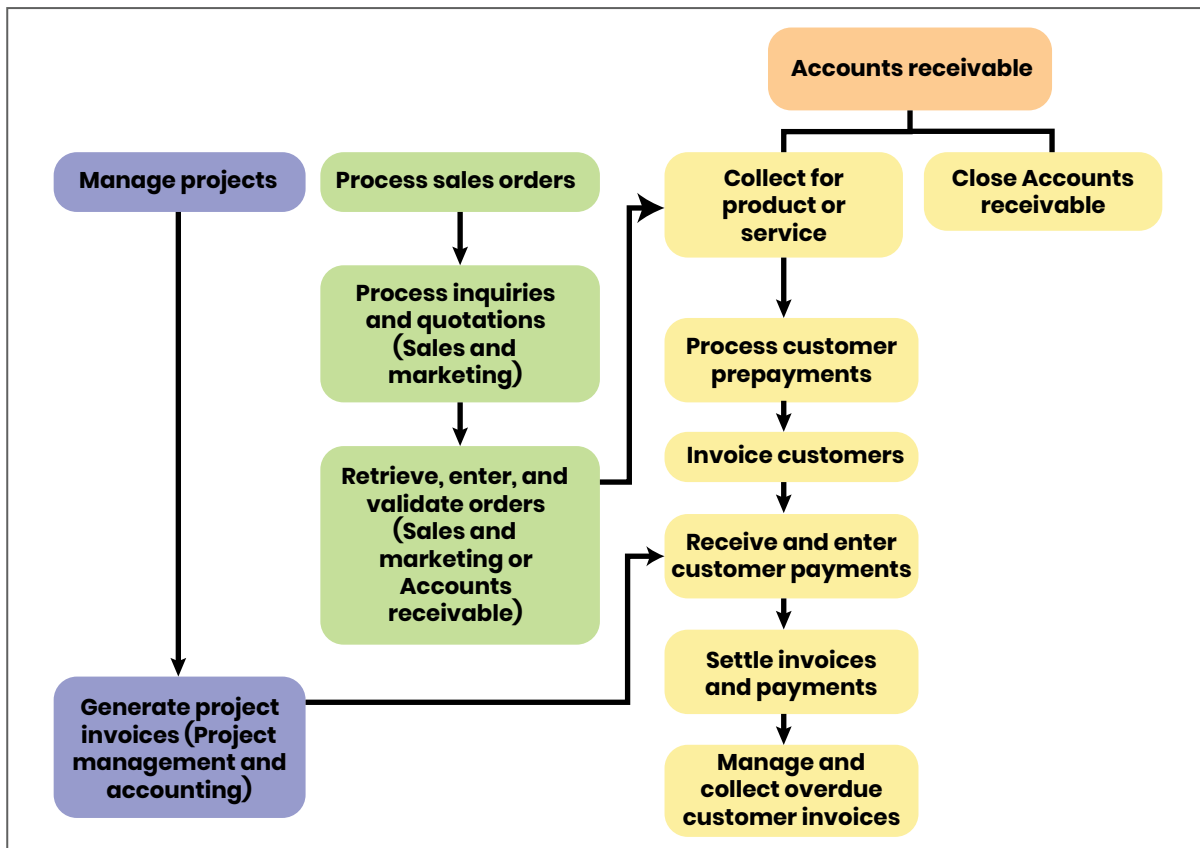 Accounts receivable
Manage projects
Process sales orders
Collect for
product or
service
Close Accounts
receivable
Process inquiries
and quotations
(Sales and
marketing)
Process customer
prepayments
Invoice customers
Retrieve, enter, and
validate orders
(Sales and
marketing or
Accounts
receivable)
Receive and enter
customer payments
Settle invoices
and payments
Generate project
invoices (Project
management and
accounting)
Manage and
collect overdue
customer invoices